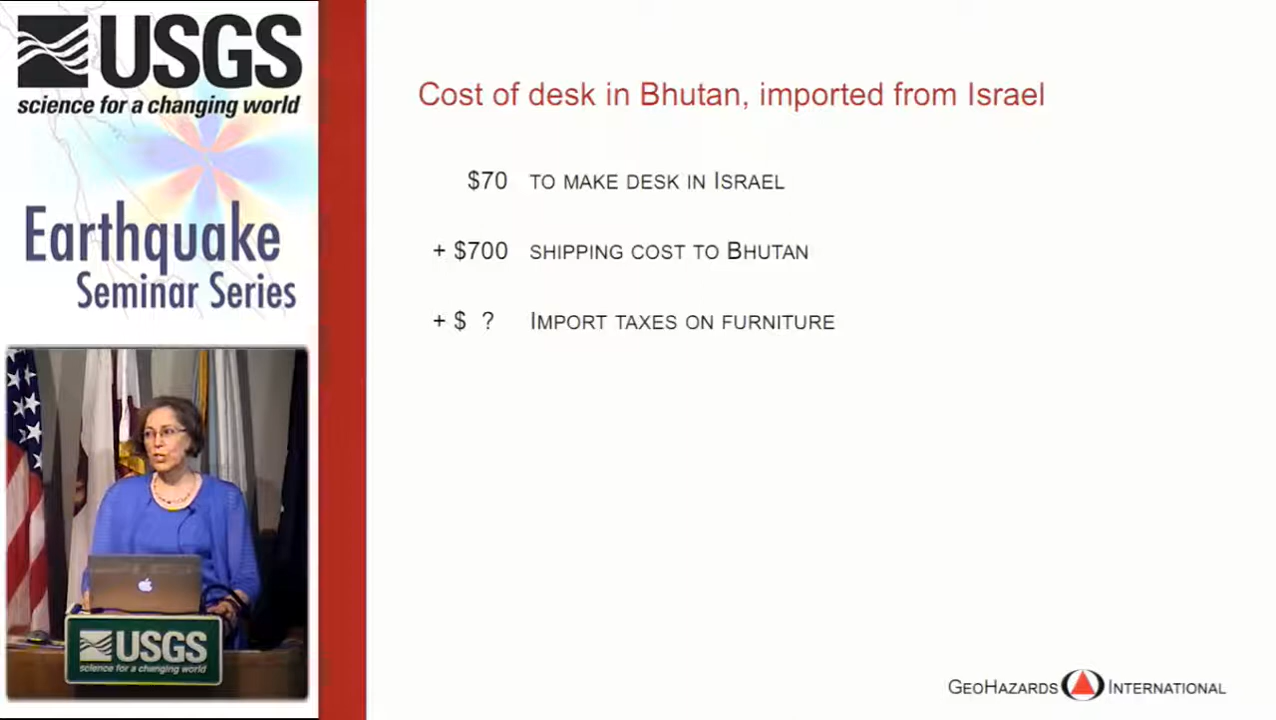 USGS
science for a changing world
Earthquake
Seminar Series
USGS
science for a changing world
Cost of desk in Bhutan, imported from Israel
$70 TO MAKE DESK IN ISRAEL
+ $700 SHIPPING COST TO BHUTAN
+ $ ? IMPORT TAXES ON FURNITURE
GEOHAZARDS INTERNATIONAL